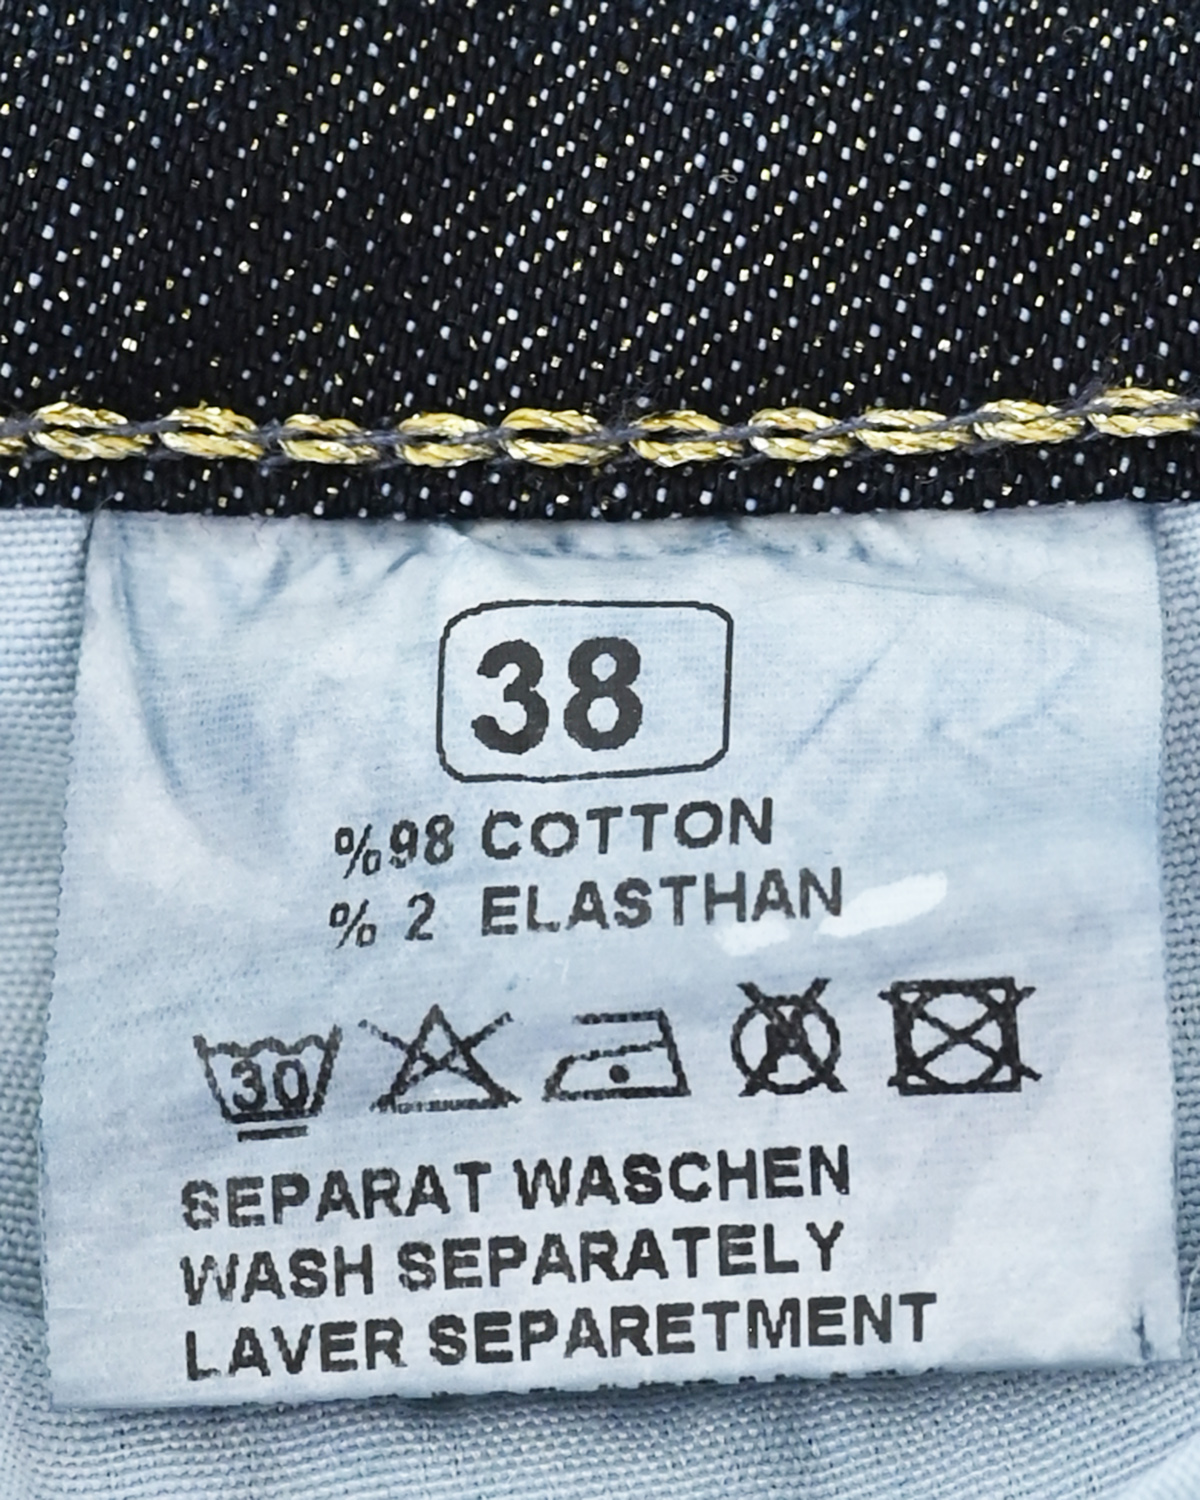 38
%98 COTTON
% 2 ELASTHAN
30
SEPARAT WASCHEN
WASH SEPARATELY
LAVER SEPARETMENT